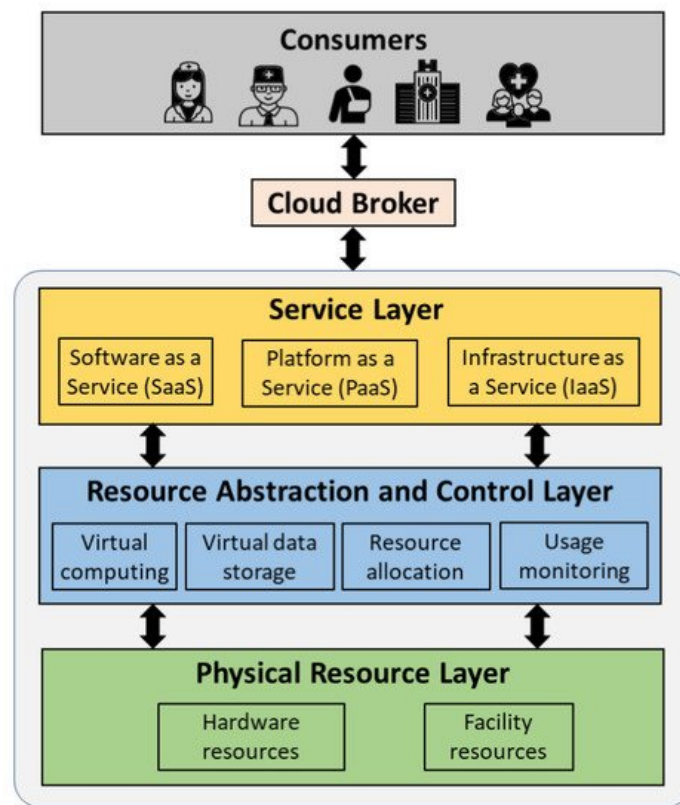 Consumers
Cloud Broker
Service Layer
Software as a
Service (SaaS)
Platform as a
Service (PaaS)
Infrastructure as
a Service (IaaS)
Resource Abstraction and Control Layer
Virtual
computing
Virtual data
storage
Resource
allocation
Usage
monitoring
Physical Resource Layer
Hardware
resources
Facility
resources